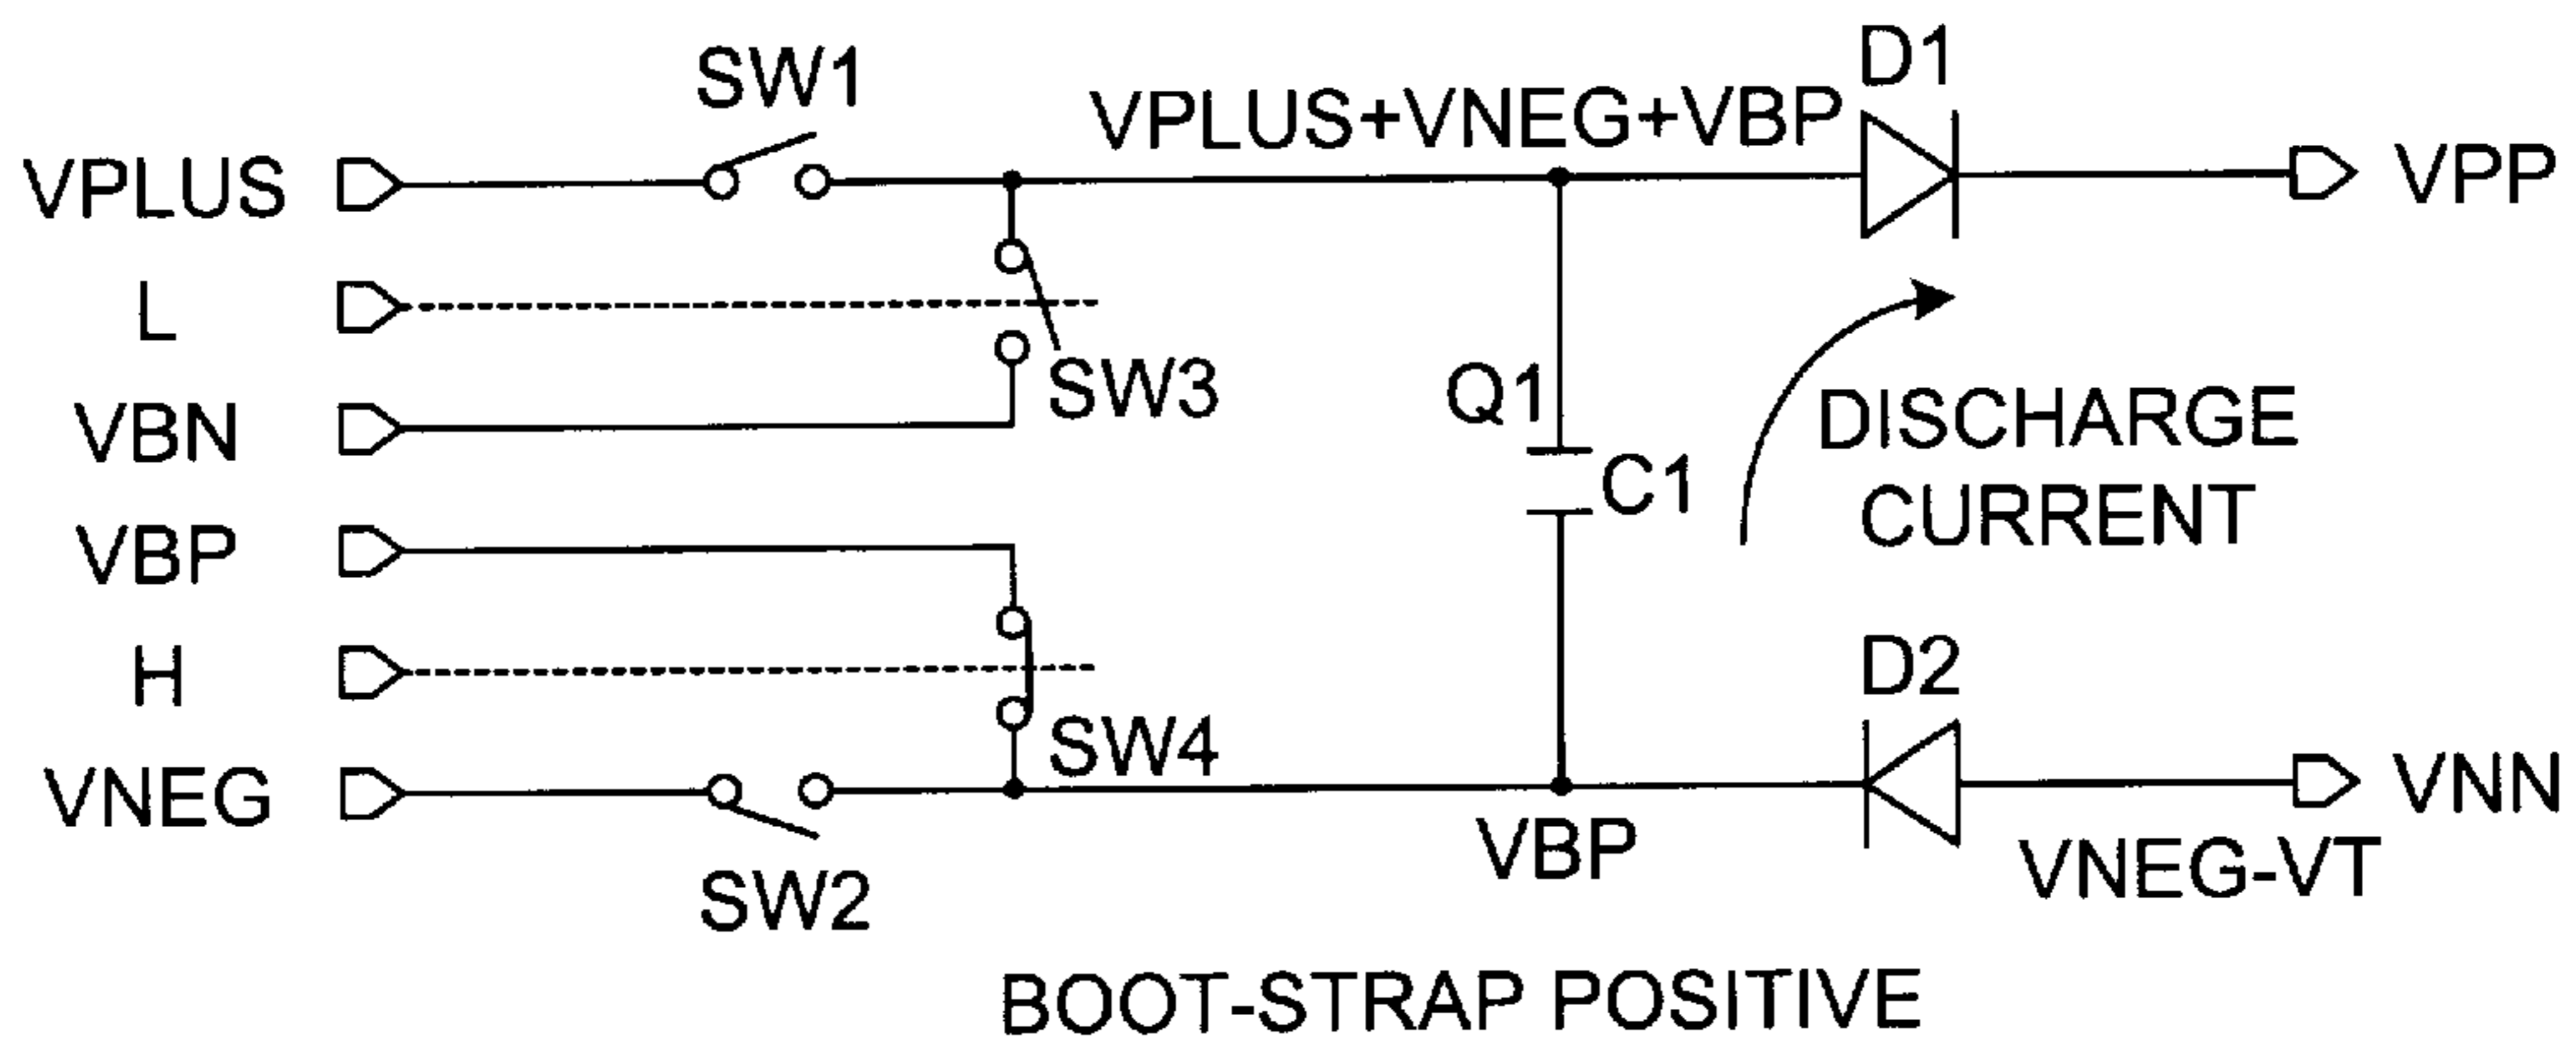 SW1
D1
VPLUS+VNEG+VBP
VPLUS
VPP
L
SW3
VBN
Q1
C1
DISCHARGE
CURRENT
VBP
H
SW4
D2
VNEG
VNN
SW2
VBP
VNEG-VT
BOOT-STRAP POSITIVE